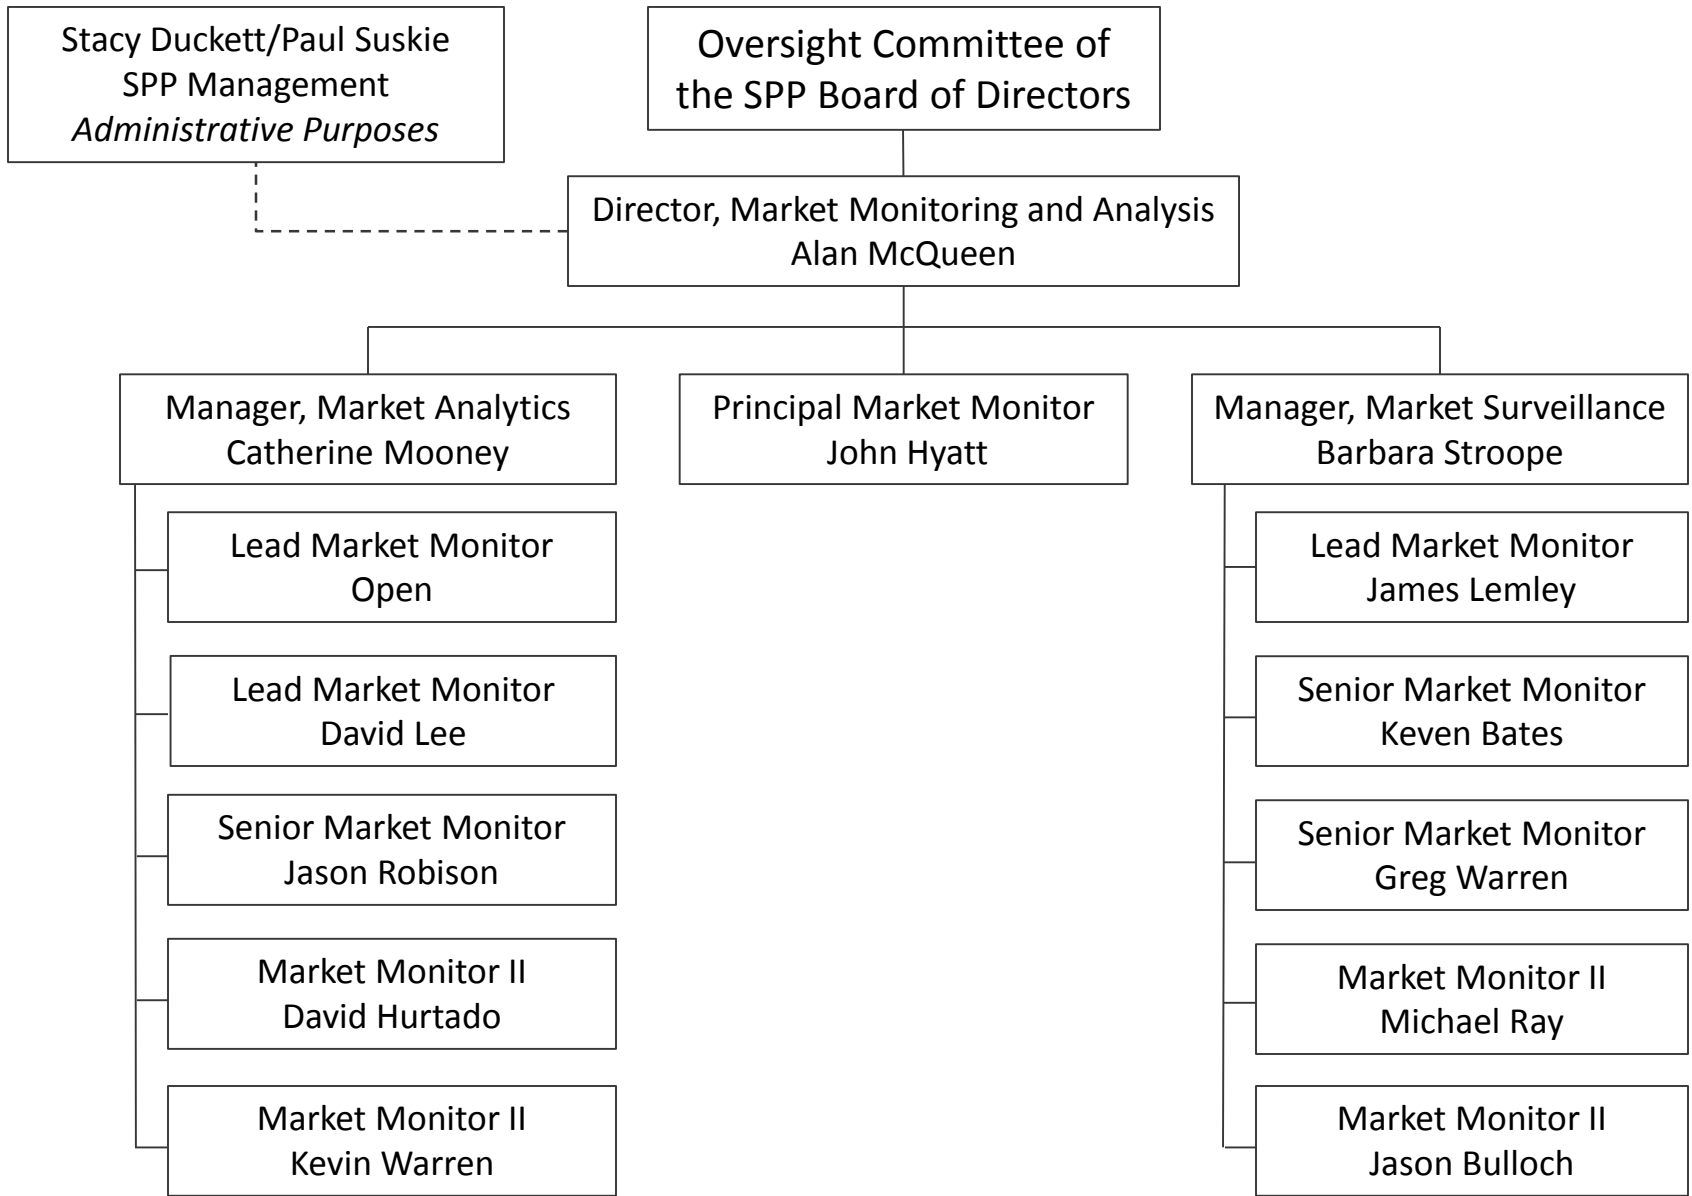 Stacy Duckett/Paul Suskie
SPP Management
Administrative Purposes
Oversight Committee of
the SPP Board of Directors
Director, Market Monitoring and Analysis
Alan McQueen
Manager, Market Analytics
Catherine Mooney
Principal Market Monitor
John Hyatt
Manager, Market Surveillance
Barbara Stroope
Lead Market Monitor
Open
Lead Market Monitor
David Lee
Senior Market Monitor
Jason Robison
Market Monitor II
David Hurtado
Market Monitor II
Kevin Warren
Lead Market Monitor
James Lemley
Senior Market Monitor
Keven Bates
Senior Market Monitor
Greg Warren
Market Monitor II
Michael Ray
Market Monitor II
Jason Bulloch